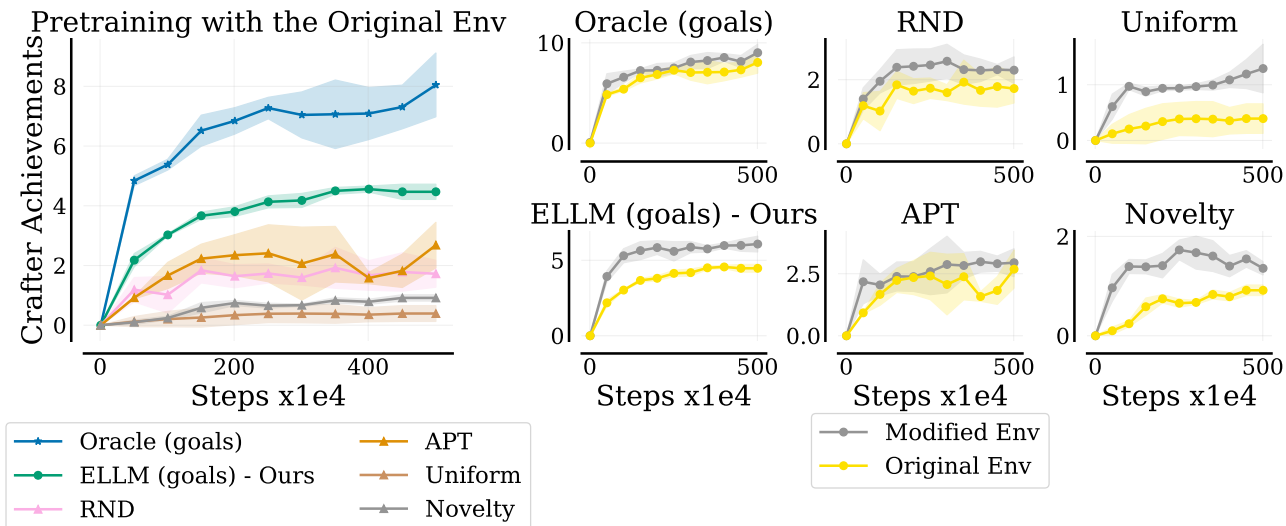 Pretraining with the Original Env
Crafter Achievements
8
6
4
2
0
0
200
400
Steps x1e4
Oracle (goals)
ELLM (goals) - Ours
RND
APT
Uniform
Novelty
Oracle (goals)
10
0
0
500
RND
2
0
0
500
Uniform
1
0
0
500
ELLM (goals) - Ours
5
0
0
500
Steps x1e4
APT
2.5
0.0
0
500
Steps x1e4
Novelty
2
0
0
500
Steps x1e4
Modified Env
Original Env